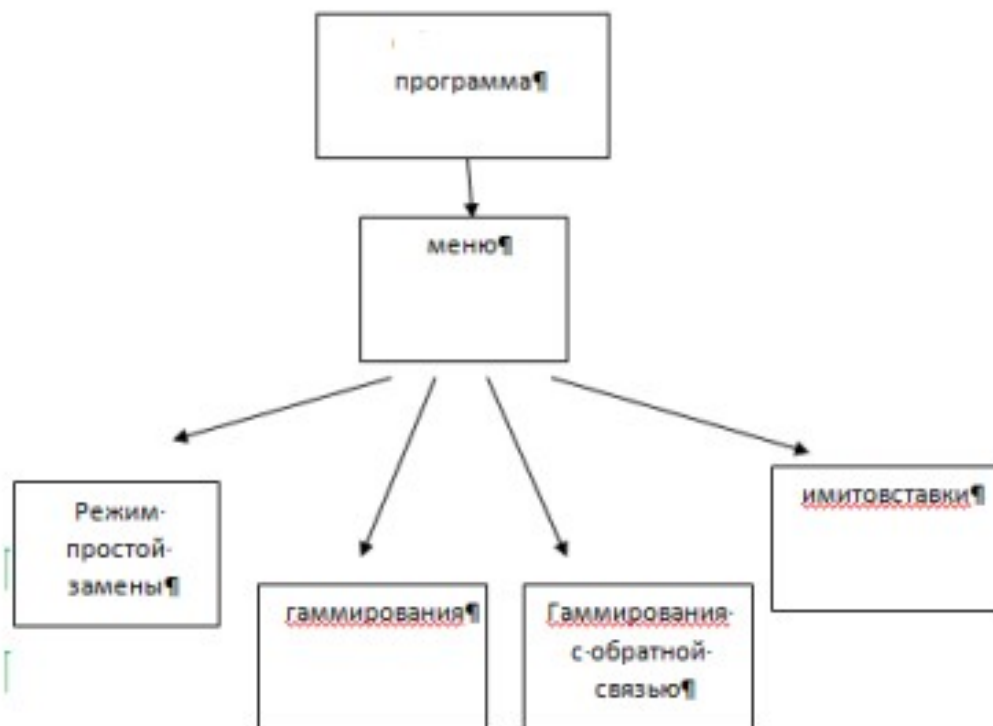 программа¶
меню¶
Режим·
простой·
замены¶
гаммирования¶
Гаммирования·
с·обратной·
связью¶
имитовставки¶